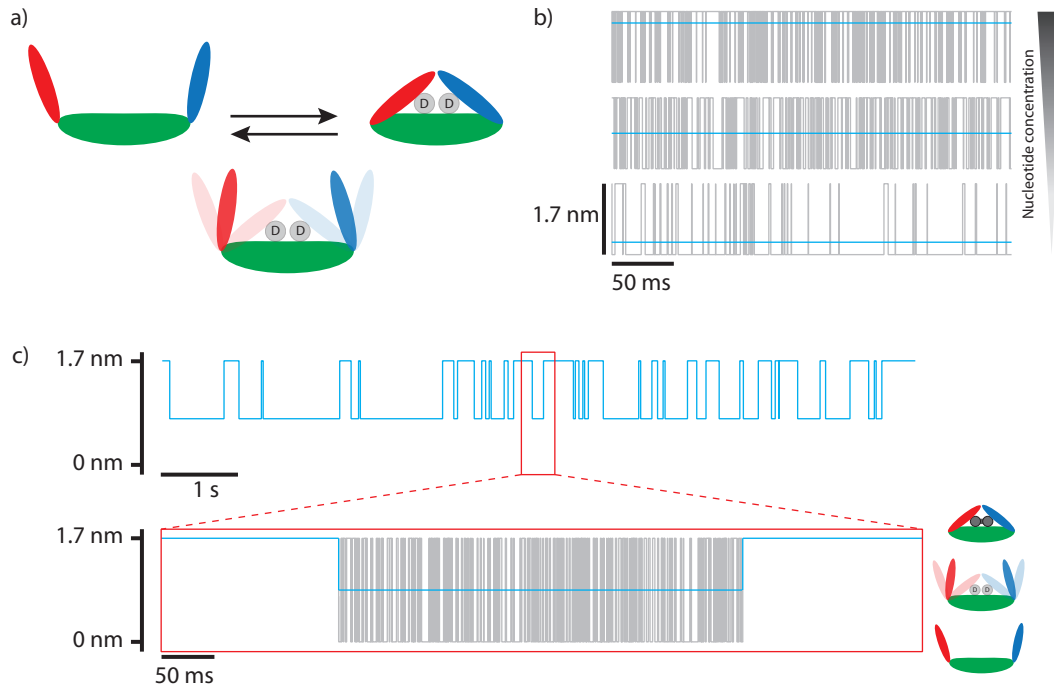 a)
D D
D D
b)
Nucleotide concentration
1.7 nm
50 ms
c)
1.7 nm
0 nm
1 s
1.7 nm
0 nm
50 ms
D D